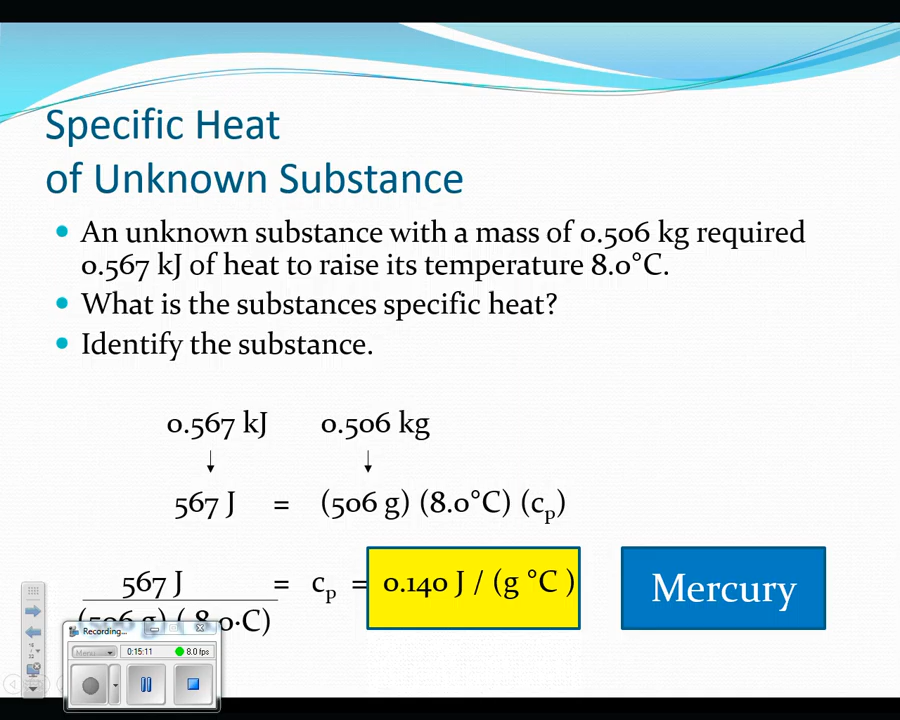 Specific Heat
of Unknown Substance
An unknown substance with a mass of 0.506 kg required
0.567 kJ of heat to raise its temperature 8.0°C.
What is the substances specific heat?
Identify the substance.
0.567 kJ 0.506 kg
567 J = (506 g) (8.0°C) (cp)
567 J = cp = 0.140 J / (g °C )
Mercury
(506 g) ( 8.0·C)
Recording...
Menu 0:15:11 8.0 fps